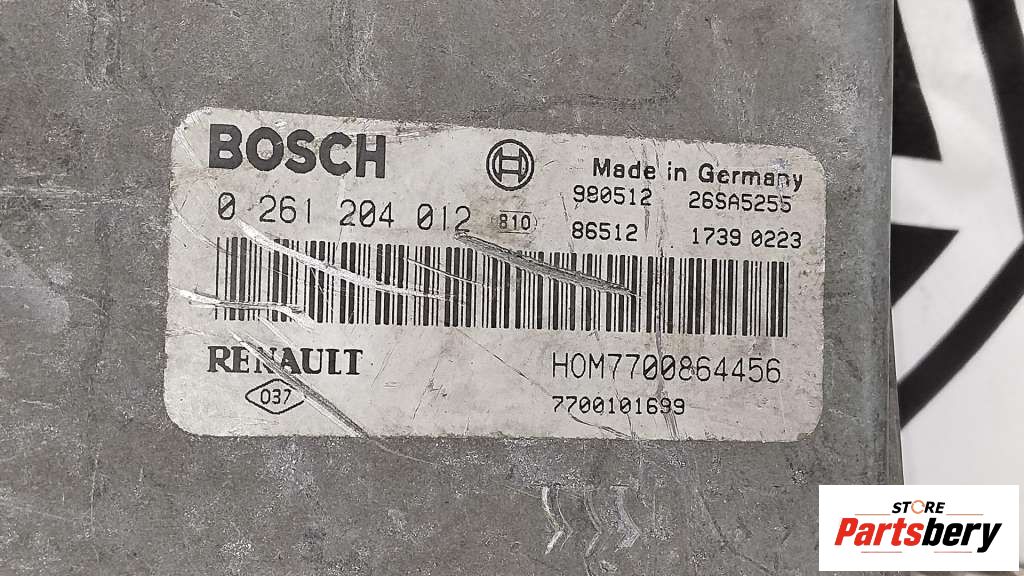 BOSCH
Made in Germany
980512 26SA5255
0 261 204 012 810
86512 1739 0223
RENAULT
HOM7700864456
037
7700101699
STORE
Partsbery